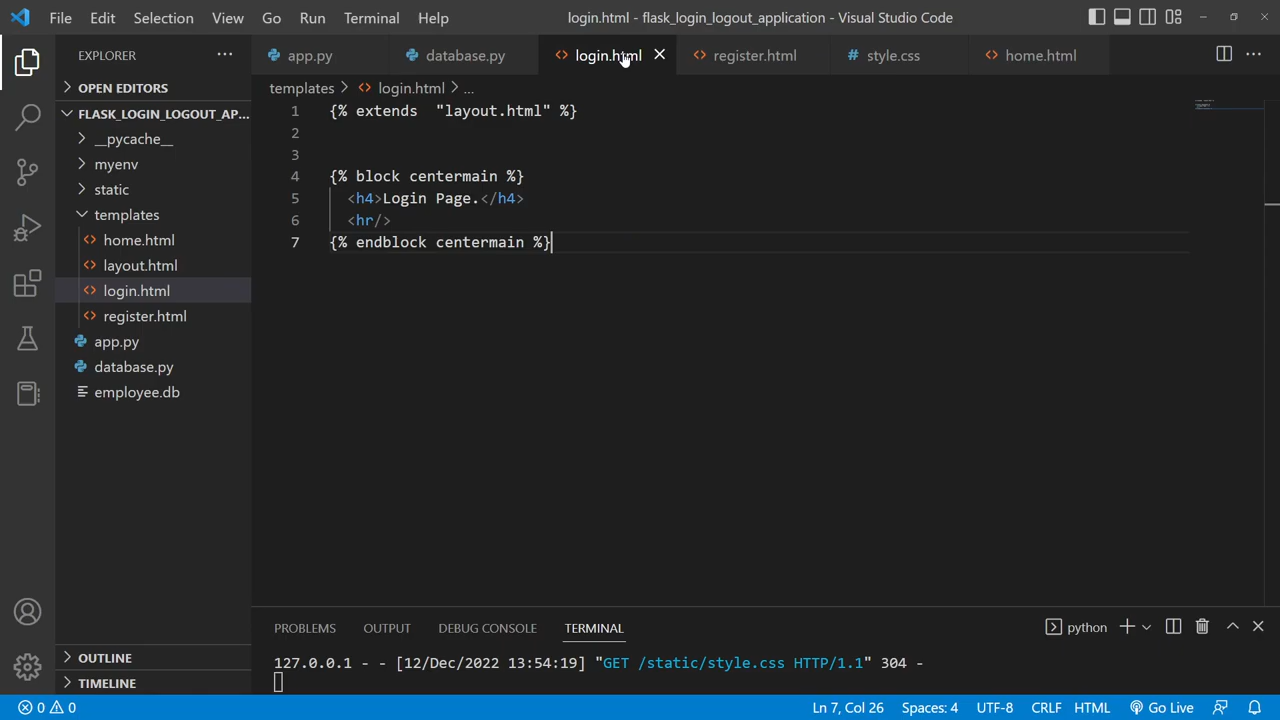 File Edit Selection View Go Run Terminal Help login.html - flask_login_logout_application - Visual Studio Code
EXPLORER
OPEN EDITORS
FLASK_LOGIN_LOGOUT_AP...
__pycache__
myenv
static
templates
home.html
layout.html
login.html
register.html
app.py
database.py
employee.db
OUTLINE
TIMELINE
app.py database.py login.html register.html style.css home.html
templates > login.html > ...
1 {% extends  "layout.html" %}
2
3
4 {% block centermain %}
5 <h4>Login Page.</h4>
6 <hr/>
7 {% endblock centermain %}
PROBLEMS OUTPUT DEBUG CONSOLE TERMINAL python
127.0.0.1 - - [12/Dec/2022 13:54:19] "GET /static/style.css HTTP/1.1" 304 -
0 0 Ln 7, Col 26 Spaces: 4 UTF-8 CRLF HTML Go Live